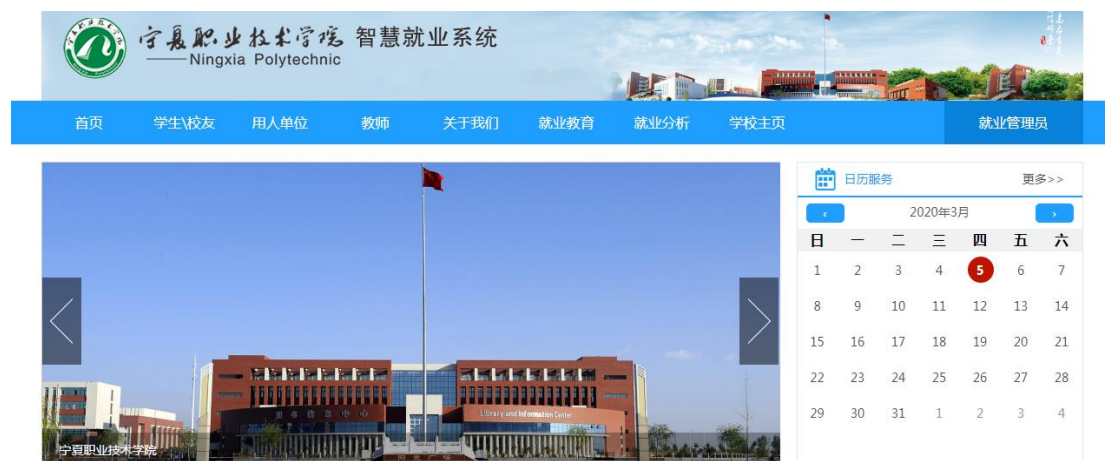 宁夏职业技术学院 智慧就业系统
Ningxia Polytechnic
首页 学生\校友 用人单位 教师 关于我们 就业教育 就业分析 学校主页 就业管理员
日历服务 更多>>
‹ 2020年3月 ›
日 一 二 三 四 五 六
1 2 3 4 5 6 7
8 9 10 11 12 13 14
15 16 17 18 19 20 21
22 23 24 25 26 27 28
29 30 31 1 2 3 4
图书信息中心 Library and Information Center
宁夏职业技术学院